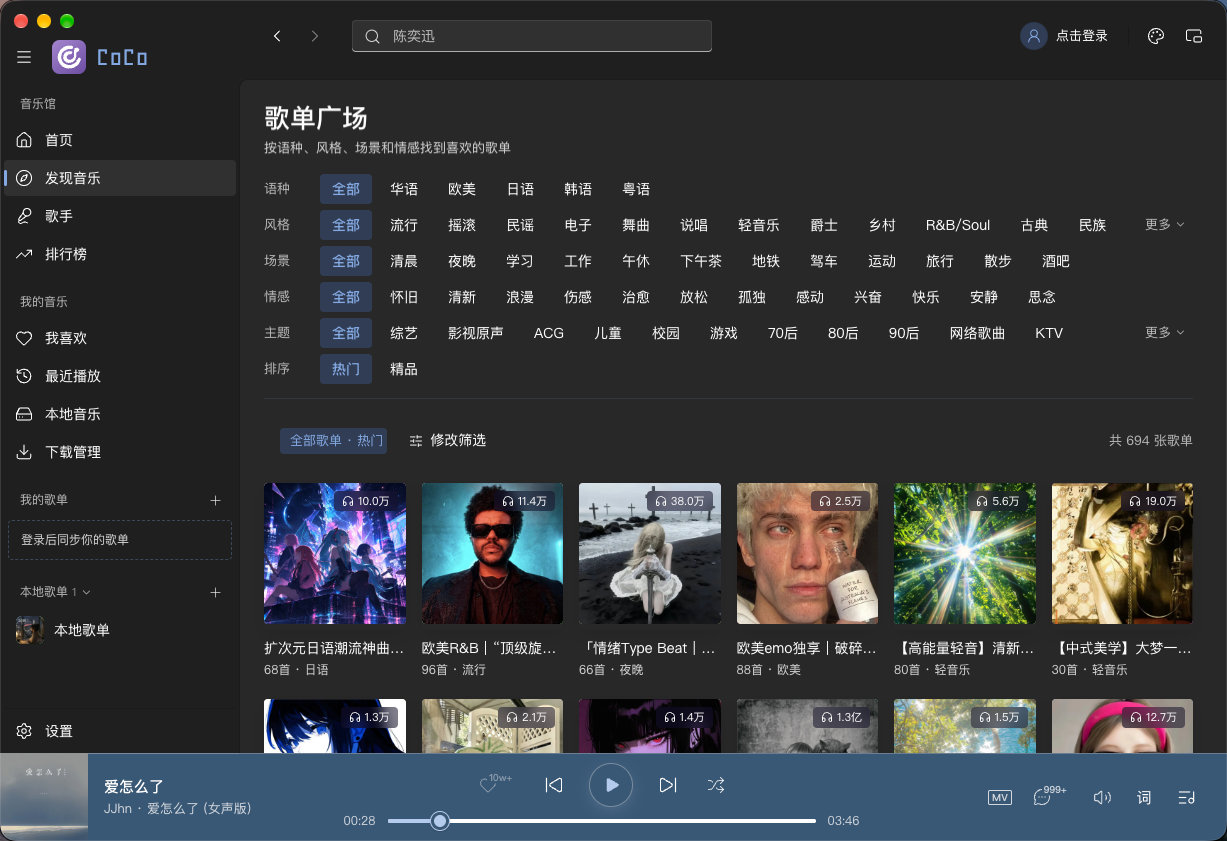 陈奕迅
点击登录
CoCo
音乐馆
首页
发现音乐
歌手
排行榜
我的音乐
我喜欢
最近播放
本地音乐
下载管理
我的歌单
登录后同步你的歌单
本地歌单 1
本地歌单
设置
歌单广场
按语种、风格、场景和情感找到喜欢的歌单
语种 全部 华语 欧美 日语 韩语 粤语
风格 全部 流行 摇滚 民谣 电子 舞曲 说唱 轻音乐 爵士 乡村 R&B/Soul 古典 民族 更多
场景 全部 清晨 夜晚 学习 工作 午休 下午茶 地铁 驾车 运动 旅行 散步 酒吧
情感 全部 怀旧 清新 浪漫 伤感 治愈 放松 孤独 感动 兴奋 快乐 安静 思念
主题 全部 综艺 影视原声 ACG 儿童 校园 游戏 70后 80后 90后 网络歌曲 KTV 更多
排序 热门 精品
全部歌单 · 热门 修改筛选 共 694 张歌单
10.0万 11.4万 38.0万 2.5万 5.6万 19.0万
WATER FOR
扩次元日语潮流神曲... 欧美R&B｜“顶级旋... 「情绪Type Beat｜... 欧美emo独享｜破碎... 【高能量轻音】清新... 【中式美学】大梦一...
68首 · 日语 96首 · 流行 66首 · 夜晚 88首 · 欧美 80首 · 轻音乐 30首 · 轻音乐
1.3万 2.1万 1.4万 1.3亿 1.5万 12.7万
爱怎么了
爱怎么了
JJhn · 爱怎么了 (女声版)
10w+
00:28 03:46
MV 999+ 词